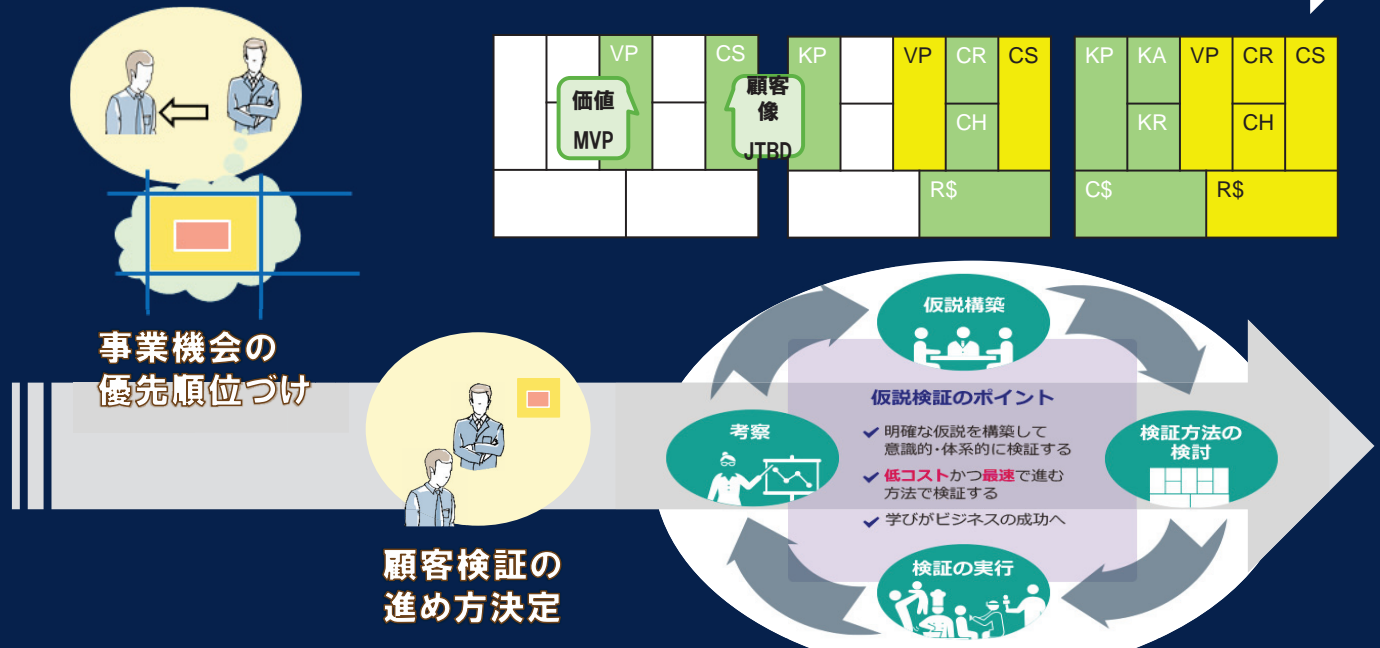 VP
CS
価値
MVP
顧客
像
JTBD
KP
VP
CR
CS
CH
R$
KP
KA
VP
CR
CS
KR
CH
C$
R$
事業機会の
優先順位づけ
顧客検証の
進め方決定
仮説構築
仮説検証のポイント
明確な仮説を構築して
意識的・体系的に検証する
低コストかつ最速で進む
方法で検証する
学びがビジネスの成功へ
考察
検証方法の
検討
検証の実行